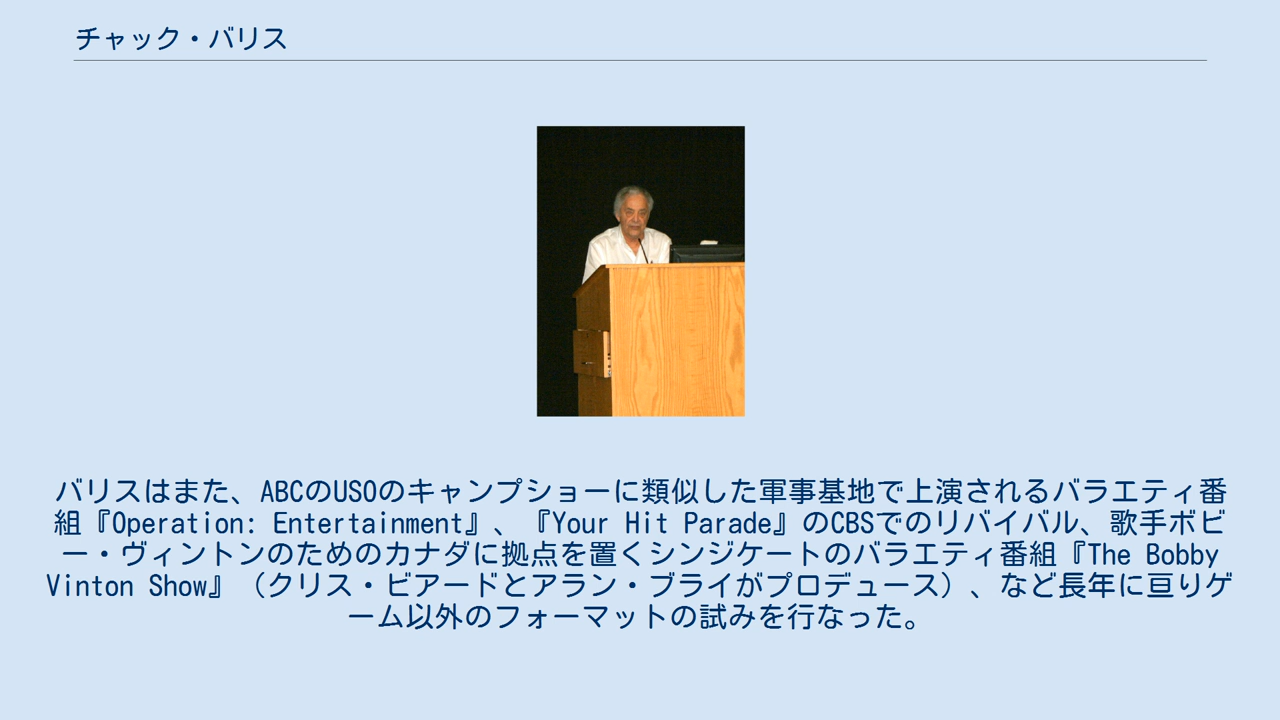 チャック・バリス
バリスはまた、ABCのUSOのキャンプショーに類似した軍事基地で上演されるバラエティ番
組『Operation: Entertainment』、『Your Hit Parade』のCBSでのリバイバル、歌手ボビ
ー・ヴィントンのためのカナダに拠点を置くシンジケートのバラエティ番組『The Bobby
Vinton Show』（クリス・ビアードとアラン・ブライがプロデュース）、など長年に亘りゲ
ーム以外のフォーマットの試みを行なった。